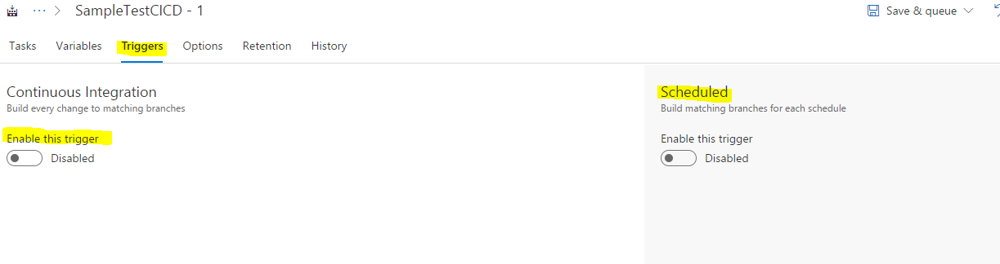 ··· > SampleTestCICD - 1
Save & queue
Tasks Variables Triggers Options Retention History
Continuous Integration
Build every change to matching branches
Enable this trigger
Disabled
Scheduled
Build matching branches for each schedule
Enable this trigger
Disabled